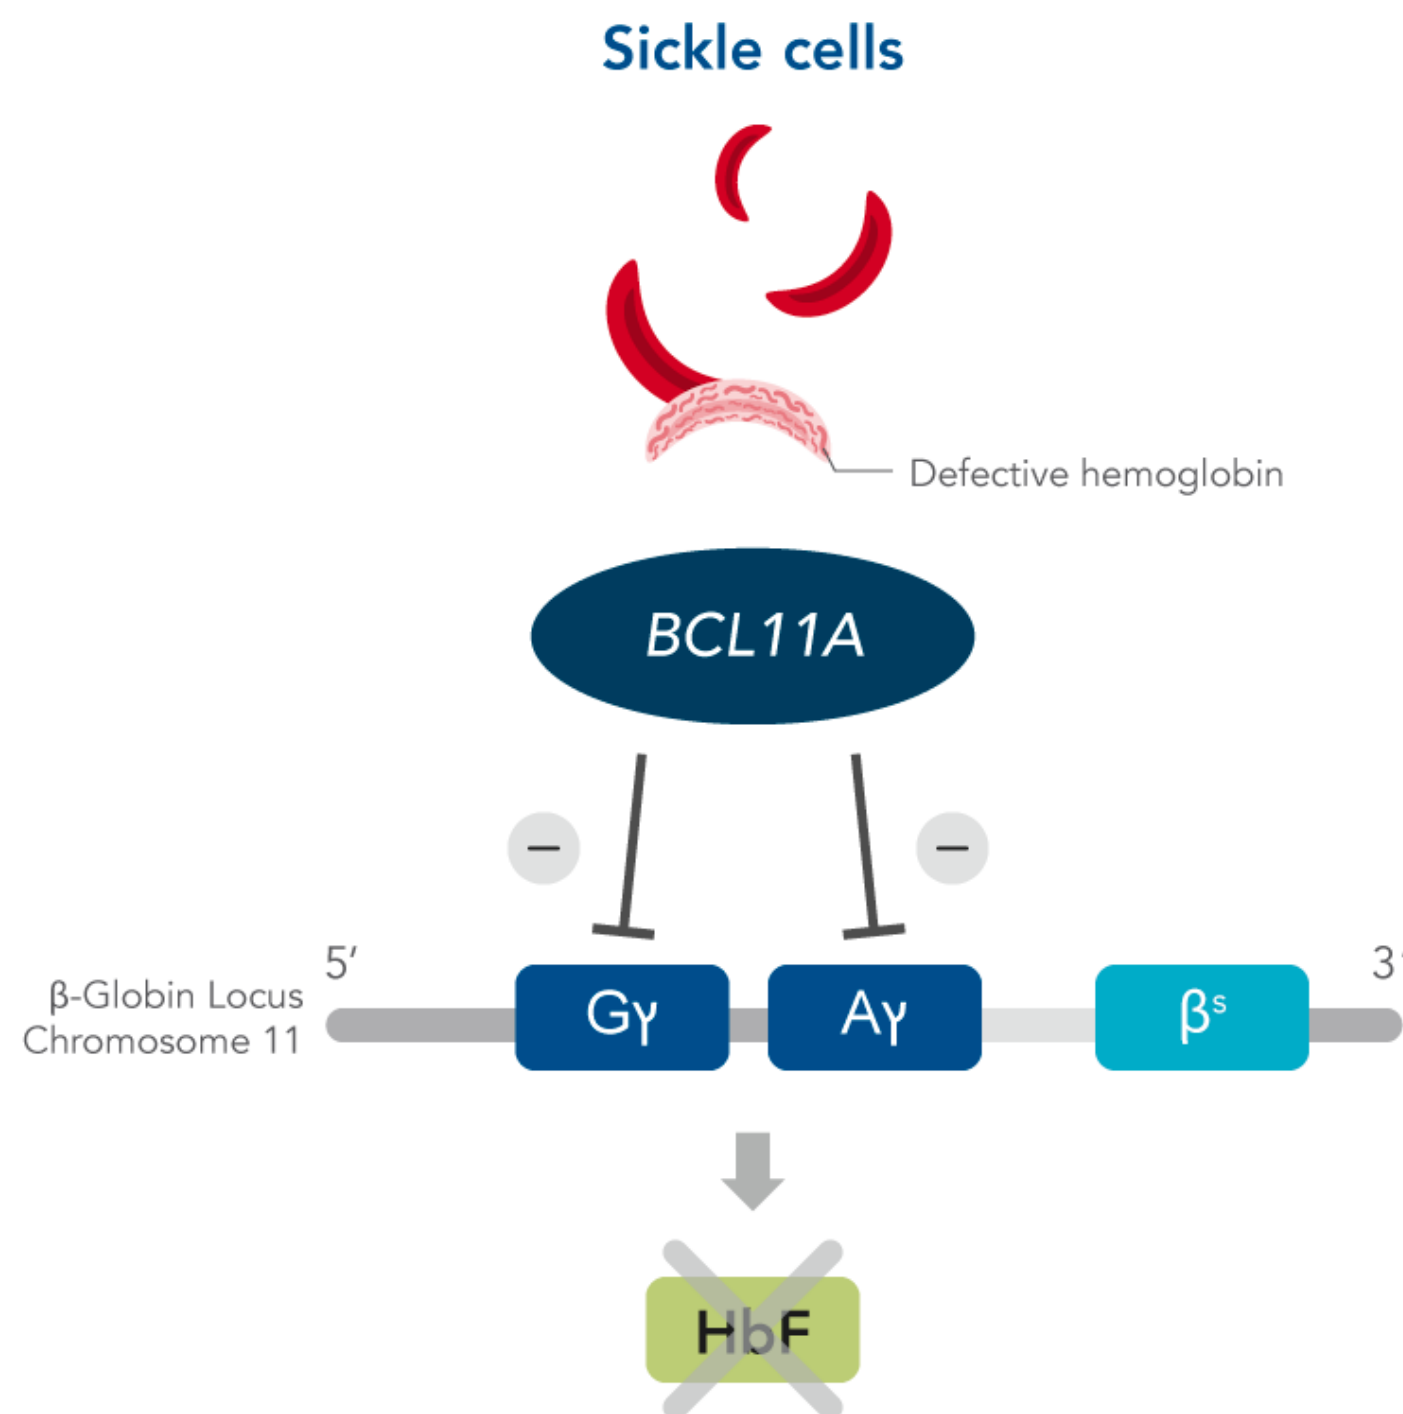 Sickle cells
Defective hemoglobin
BCL11A
−
−
5′
3′
β-Globin Locus
Chromosome 11
Gγ
Aγ
βˢ
HbF